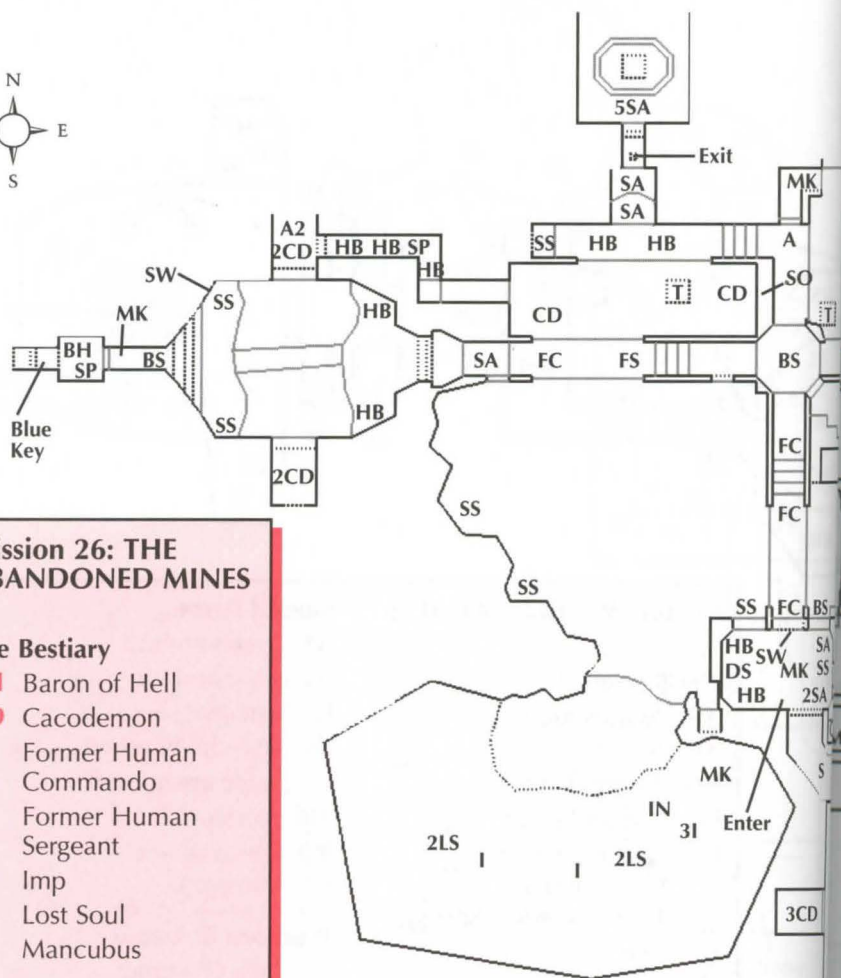 N
E
S
5SA
Exit
SA
SA
MK
A2
2CD
HB HB SP
HB
SS
HB
HB
A
SW
SS
HB
SO
MK
CD
T
CD
T
BH
SP
BS
SA
FC
FS
BS
Blue
Key
SS
HB
FC
2CD
SS
FC
SS
SS
FC
BS
HB
SW
SA
DS
MK
SS
HB
2SA
MK
S
IN
Enter
3I
2LS
I
I
2LS
3CD
ssion 26: THE
BANDONED MINES
e Bestiary
Baron of Hell
Cacodemon
Former Human
Commando
Former Human
Sergeant
Imp
Lost Soul
Mancubus